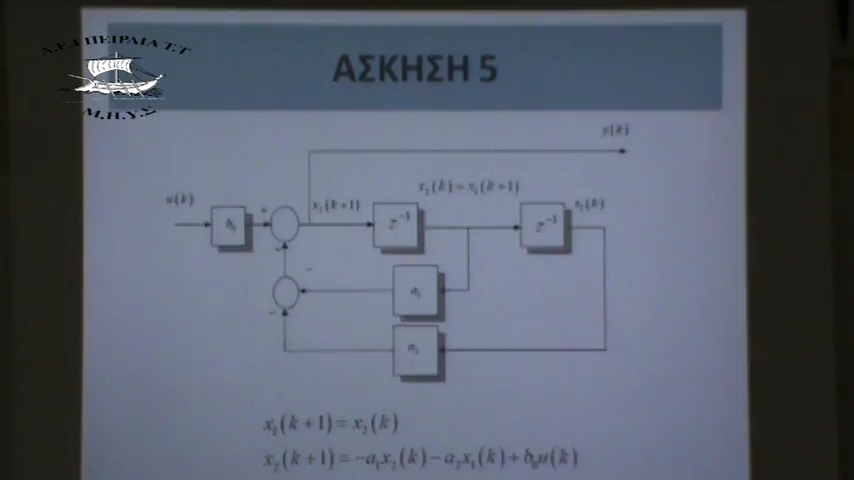 Α.Ε.Ι ΠΕΙΡΑΙΑ Τ.Τ
Μ.Η.Υ.Σ
ΑΣΚΗΣΗ 5
y(k)
x₂(k) = x₁(k+1)
u(k)
x₂(k+1)
x₁(k)
+
b₀
z⁻¹
z⁻¹
+
−
a₁
−
a₂
x₁(k+1) = x₂(k)
x₂(k+1) = −a₁x₂(k) − a₂x₁(k) + b₀u(k)